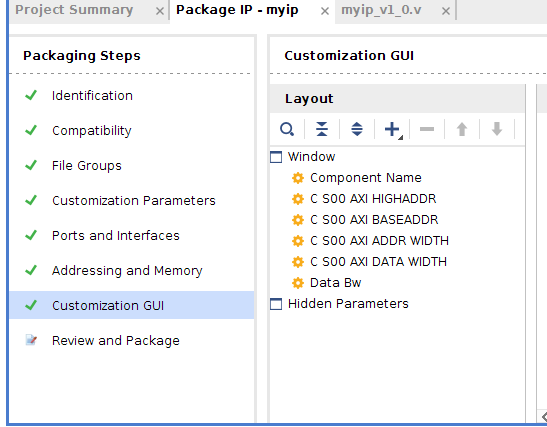 Project Summary × Package IP - myip × myip_v1_0.v ×
Packaging Steps
Identification
Compatibility
File Groups
Customization Parameters
Ports and Interfaces
Addressing and Memory
Customization GUI
Review and Package
Customization GUI
Layout
Window
Component Name
C S00 AXI HIGHADDR
C S00 AXI BASEADDR
C S00 AXI ADDR WIDTH
C S00 AXI DATA WIDTH
Data Bw
Hidden Parameters